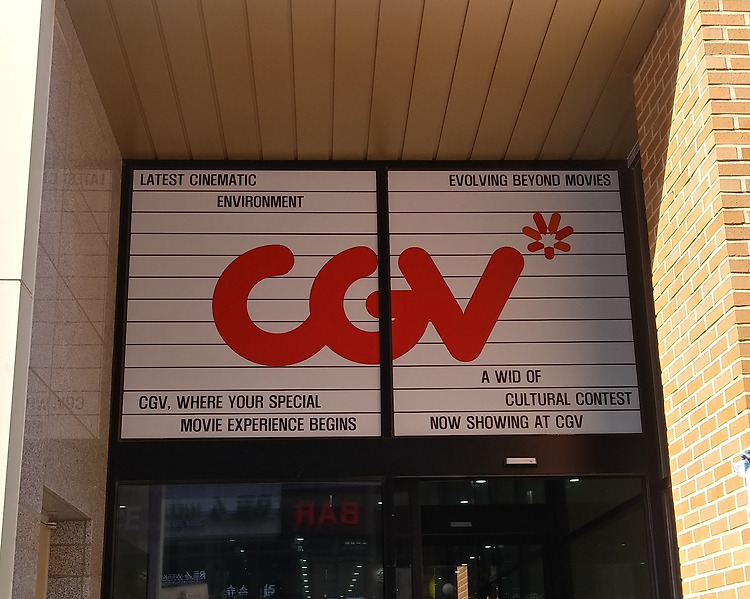 LATEST CINEMATIC
ENVIRONMENT
EVOLVING BEYOND MOVIES
CGV
CGV, WHERE YOUR SPECIAL
MOVIE EXPERIENCE BEGINS
A WID OF
CULTURAL CONTEST
NOW SHOWING AT CGV
BAR